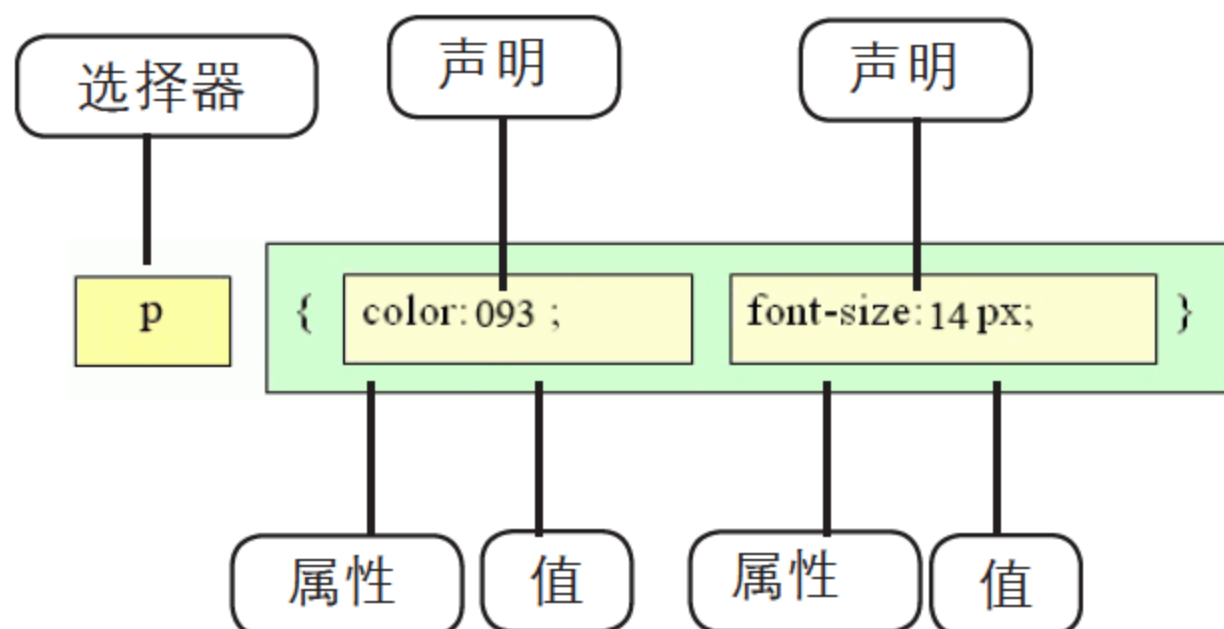 选择器 声明 声明
p { color: 093 ; font-size: 14 px; }
属性 值 属性 值